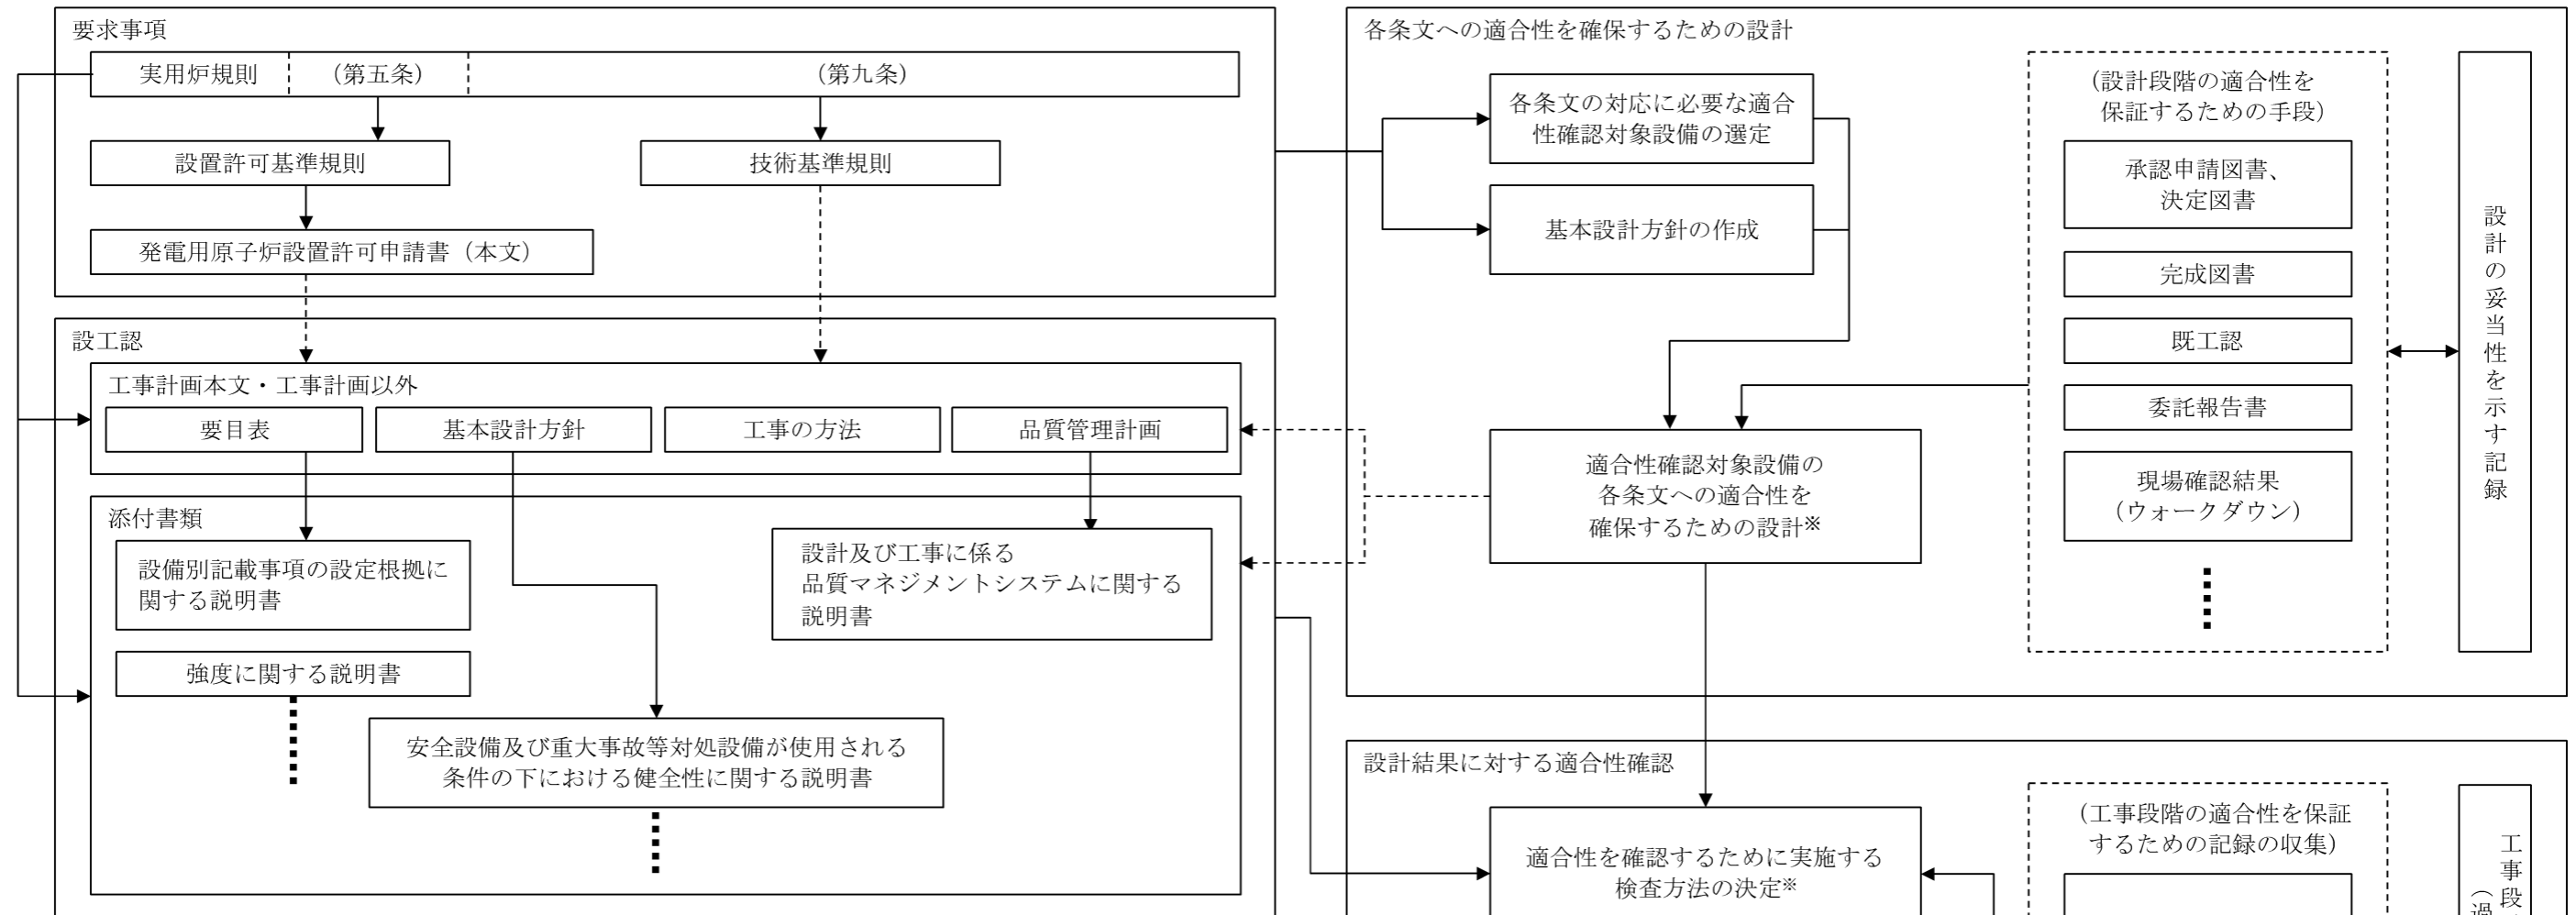 要求事項
実用炉規則
(第五条)
(第九条)
設置許可基準規則
技術基準規則
発電用原子炉設置許可申請書(本文)
設工認
工事計画本文・工事計画以外
要目表
基本設計方針
工事の方法
品質管理計画
添付書類
設備別記載事項の設定根拠に
関する説明書
設計及び工事に係る
品質マネジメントシステムに関する
説明書
強度に関する説明書
安全設備及び重大事故等対処設備が使用される
条件の下における健全性に関する説明書
各条文への適合性を確保するための設計
各条文の対応に必要な適合
性確認対象設備の選定
基本設計方針の作成
適合性確認対象設備の
各条文への適合性を
確保するための設計※
(設計段階の適合性を
保証するための手段)
承認申請図書、
決定図書
完成図書
既工認
委託報告書
現場確認結果
(ウォークダウン)
設計の妥当性を示す記録
設計結果に対する適合性確認
適合性を確認するために実施する
検査方法の決定※
(工事段階の適合性を保証
するための記録の収集)
工事段
(過